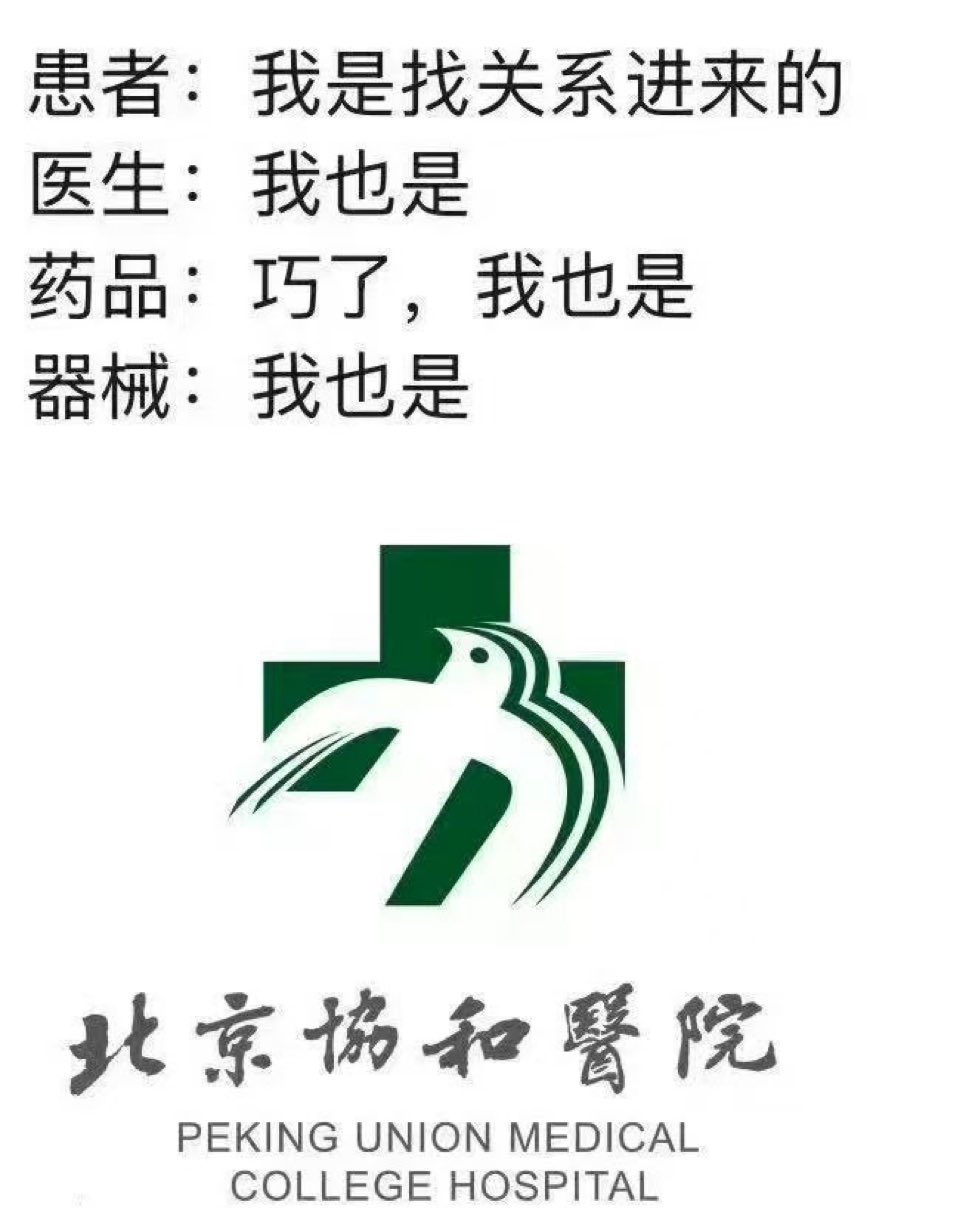 患者：我是找关系进来的
医生：我也是
药品：巧了，我也是
器械：我也是
北京協和醫院
PEKING UNION MEDICAL
COLLEGE HOSPITAL